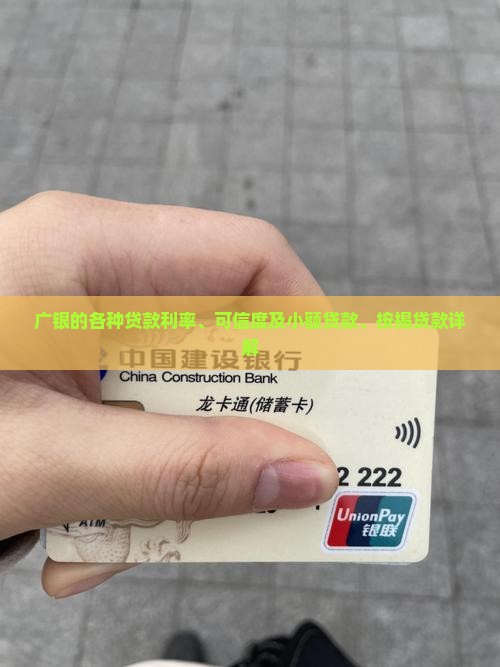 广银的各种贷款利率、可信度及小额贷款，按揭贷款详
解
中国建设银行
China Construction Bank
龙卡通(储蓄卡)
2 222
ATM
UnionPay
银联